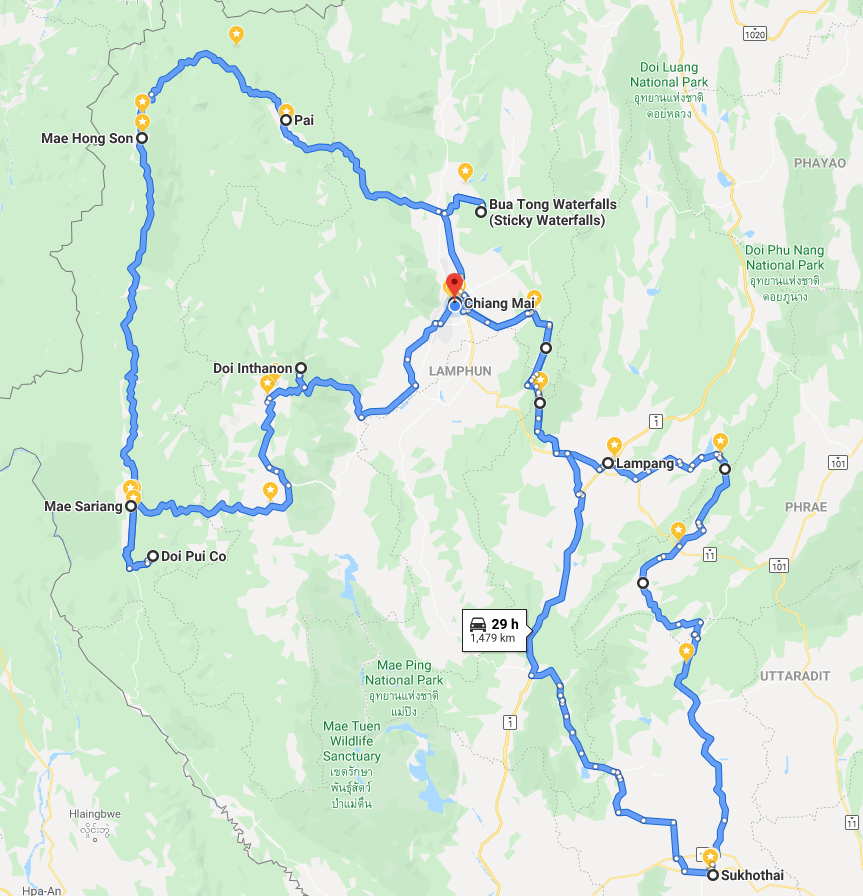 1020
Doi Luang
National Park
อุทยานแห่งชาติ
ดอยหลวง
Pai
Mae Hong Son
PHAYAO
Bua Tong Waterfalls
(Sticky Waterfalls)
Doi Phu Nang
National Park
อุทยานแห่งชาติ
ดอยภูนาง
Chiang Mai
Doi Inthanon
LAMPHUN
1
Lampang
101
Mae Sariang
PHRAE
Doi Pui Co
11
101
29 h
1,479 km
Mae Ping
National Park
อุทยานแห่งชาติ
แม่ปิง
UTTARADIT
1
Mae Tuen
Wildlife
Sanctuary
เขตรักษา
พันธุ์สัตว์
ป่าแม่ตื่น
Hlaingbwe
လှိုင်းဘွဲ့
11
Sukhothai
Hpa-An